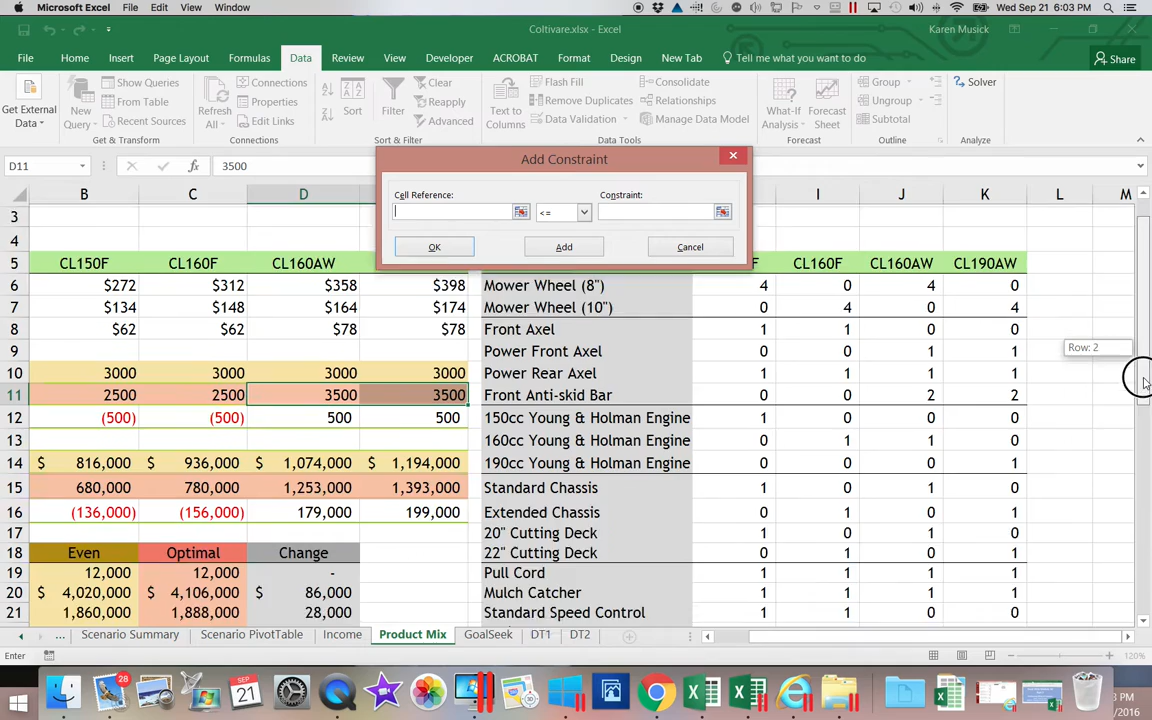 Microsoft Excel File Edit View Window Help Wed Sep 21 6:03 PM
Coltivare.xlsx - Excel Karen Musick
File Home Insert Page Layout Formulas Data Review View Developer ACROBAT Format Design New Tab Tell me what you want to do Share
Get External Data
New Query
Show Queries
From Table
Recent Sources
Get & Transform
Refresh All
Connections
Properties
Edit Links
Connections
Sort
Filter
Clear
Reapply
Advanced
Sort & Filter
Text to Columns
Flash Fill
Remove Duplicates
Data Validation
Consolidate
Relationships
Manage Data Model
Data Tools
What-If Analysis
Forecast Sheet
Forecast
Group
Ungroup
Subtotal
Outline
Solver
Analyze
D11 fx 3500
Add Constraint
Cell Reference: Constraint:
<=
OK Add Cancel
B C D I J K L M
3
4
5 CL150F CL160F CL160AW F CL160F CL160AW CL190AW
6 $272 $312 $358 $398 Mower Wheel (8") 4 0 4 0
7 $134 $148 $164 $174 Mower Wheel (10") 0 4 0 4
8 $62 $62 $78 $78 Front Axel 1 1 0 0
9 Power Front Axel 0 0 1 1
Row: 2
10 3000 3000 3000 3000 Power Rear Axel 1 1 1 1
11 2500 2500 3500 3500 Front Anti-skid Bar 0 0 2 2
12 (500) (500) 500 500 150cc Young & Holman Engine 1 0 0 0
13 160cc Young & Holman Engine 0 1 1 0
14 $ 816,000 $ 936,000 $ 1,074,000 $ 1,194,000 190cc Young & Holman Engine 0 0 0 1
15 680,000 780,000 1,253,000 1,393,000 Standard Chassis 1 0 1 0
16 (136,000) (156,000) 179,000 199,000 Extended Chassis 0 1 0 1
17 20" Cutting Deck 1 0 1 0
18 Even Optimal Change 22" Cutting Deck 0 1 0 1
19 12,000 12,000 - Pull Cord 1 1 1 1
20 $ 4,020,000 $ 4,106,000 $ 86,000 Mulch Catcher 1 1 1 1
21 1,860,000 1,888,000 28,000 Standard Speed Control 1 1 0 0
... Scenario Summary Scenario PivotTable Income Product Mix GoalSeek DT1 DT2
Enter 120%
28
SEP
21
3 PM
/2016